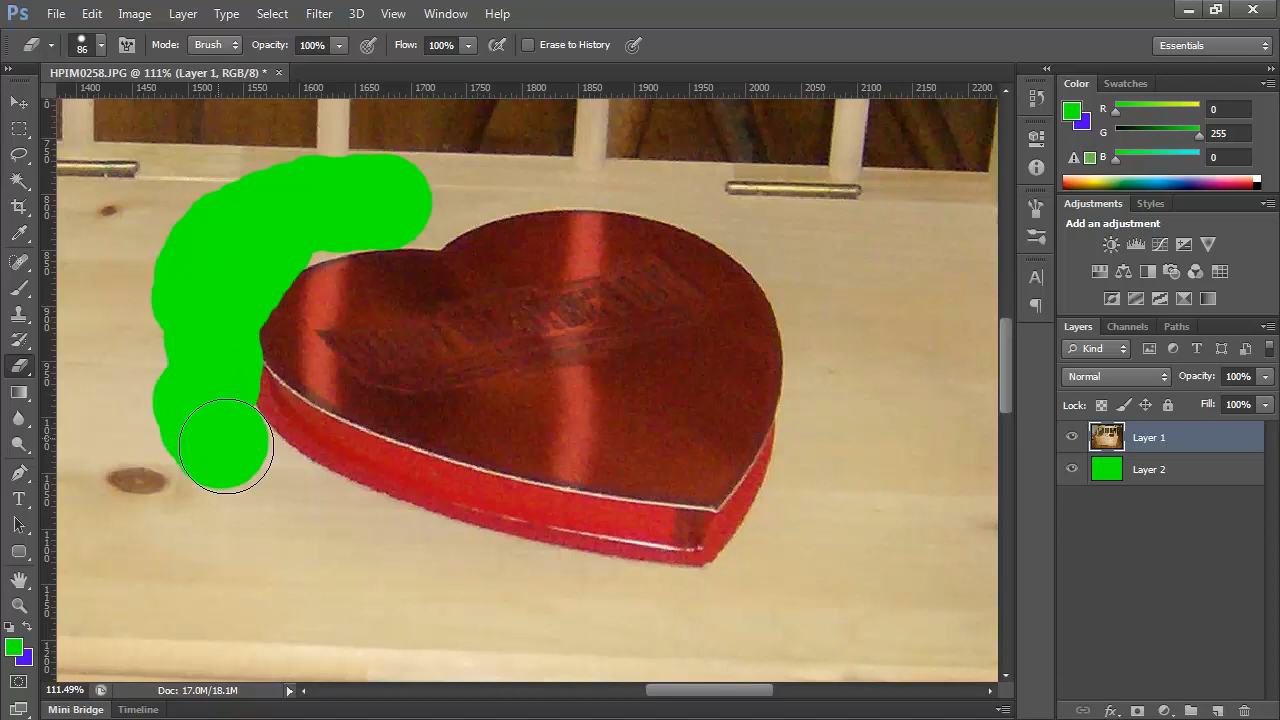 Ps File Edit Image Layer Type Select Filter 3D View Window Help
86 Mode: Brush Opacity: 100% Flow: 100% Erase to History Essentials
HPIM0258.JPG @ 111% (Layer 1, RGB/8) * ×
1400 1450 1500 1550 1600 1650 1700 1750 1800 1850 1900 1950 2000 2050 2100 2150 2200
Color Swatches
R 0
G 255
B 0
Adjustments Styles
Add an adjustment
Layers Channels Paths
Kind
Normal Opacity: 100%
Lock: Fill: 100%
Layer 1
Layer 2
111.49% Doc: 17.0M/18.1M
Mini Bridge Timeline